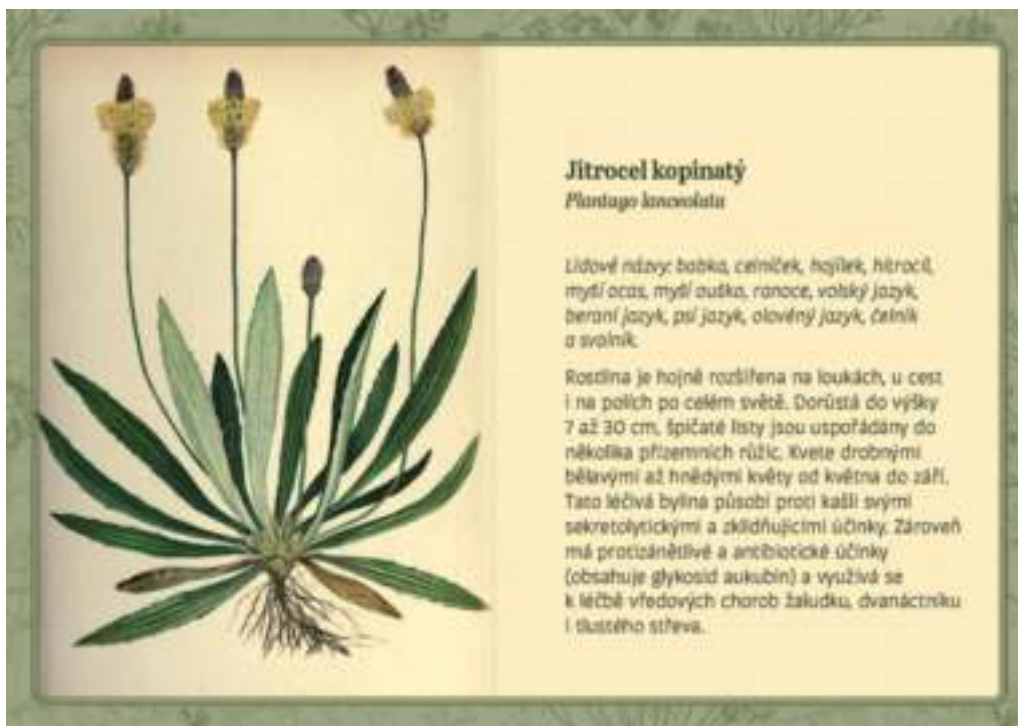 Jitrocel kopinatý
Plantago lanceolata
Lidové názvy: babka, celníček, hojílek, hitrocíl,
myší ocas, myší ouško, ranoce, volský jazyk,
beraní jazyk, psí jazyk, olověný jazyk, čelník
a svalník.
Rostlina je hojně rozšířena na loukách, u cest
i na polích po celém světě. Dorůstá do výšky
7 až 30 cm, špičaté listy jsou uspořádány do
několika přízemních růžic. Kvete drobnými
bělavými až hnědými květy od května do září.
Tato léčivá bylina působí proti kašli svými
sekretolytickými a zklidňujícími účinky. Zároveň
má protizánětlivé a antibiotické účinky
(obsahuje glykosid aukubin) a využívá se
k léčbě vředových chorob žaludku, dvanáctníku
i tlustého střeva.